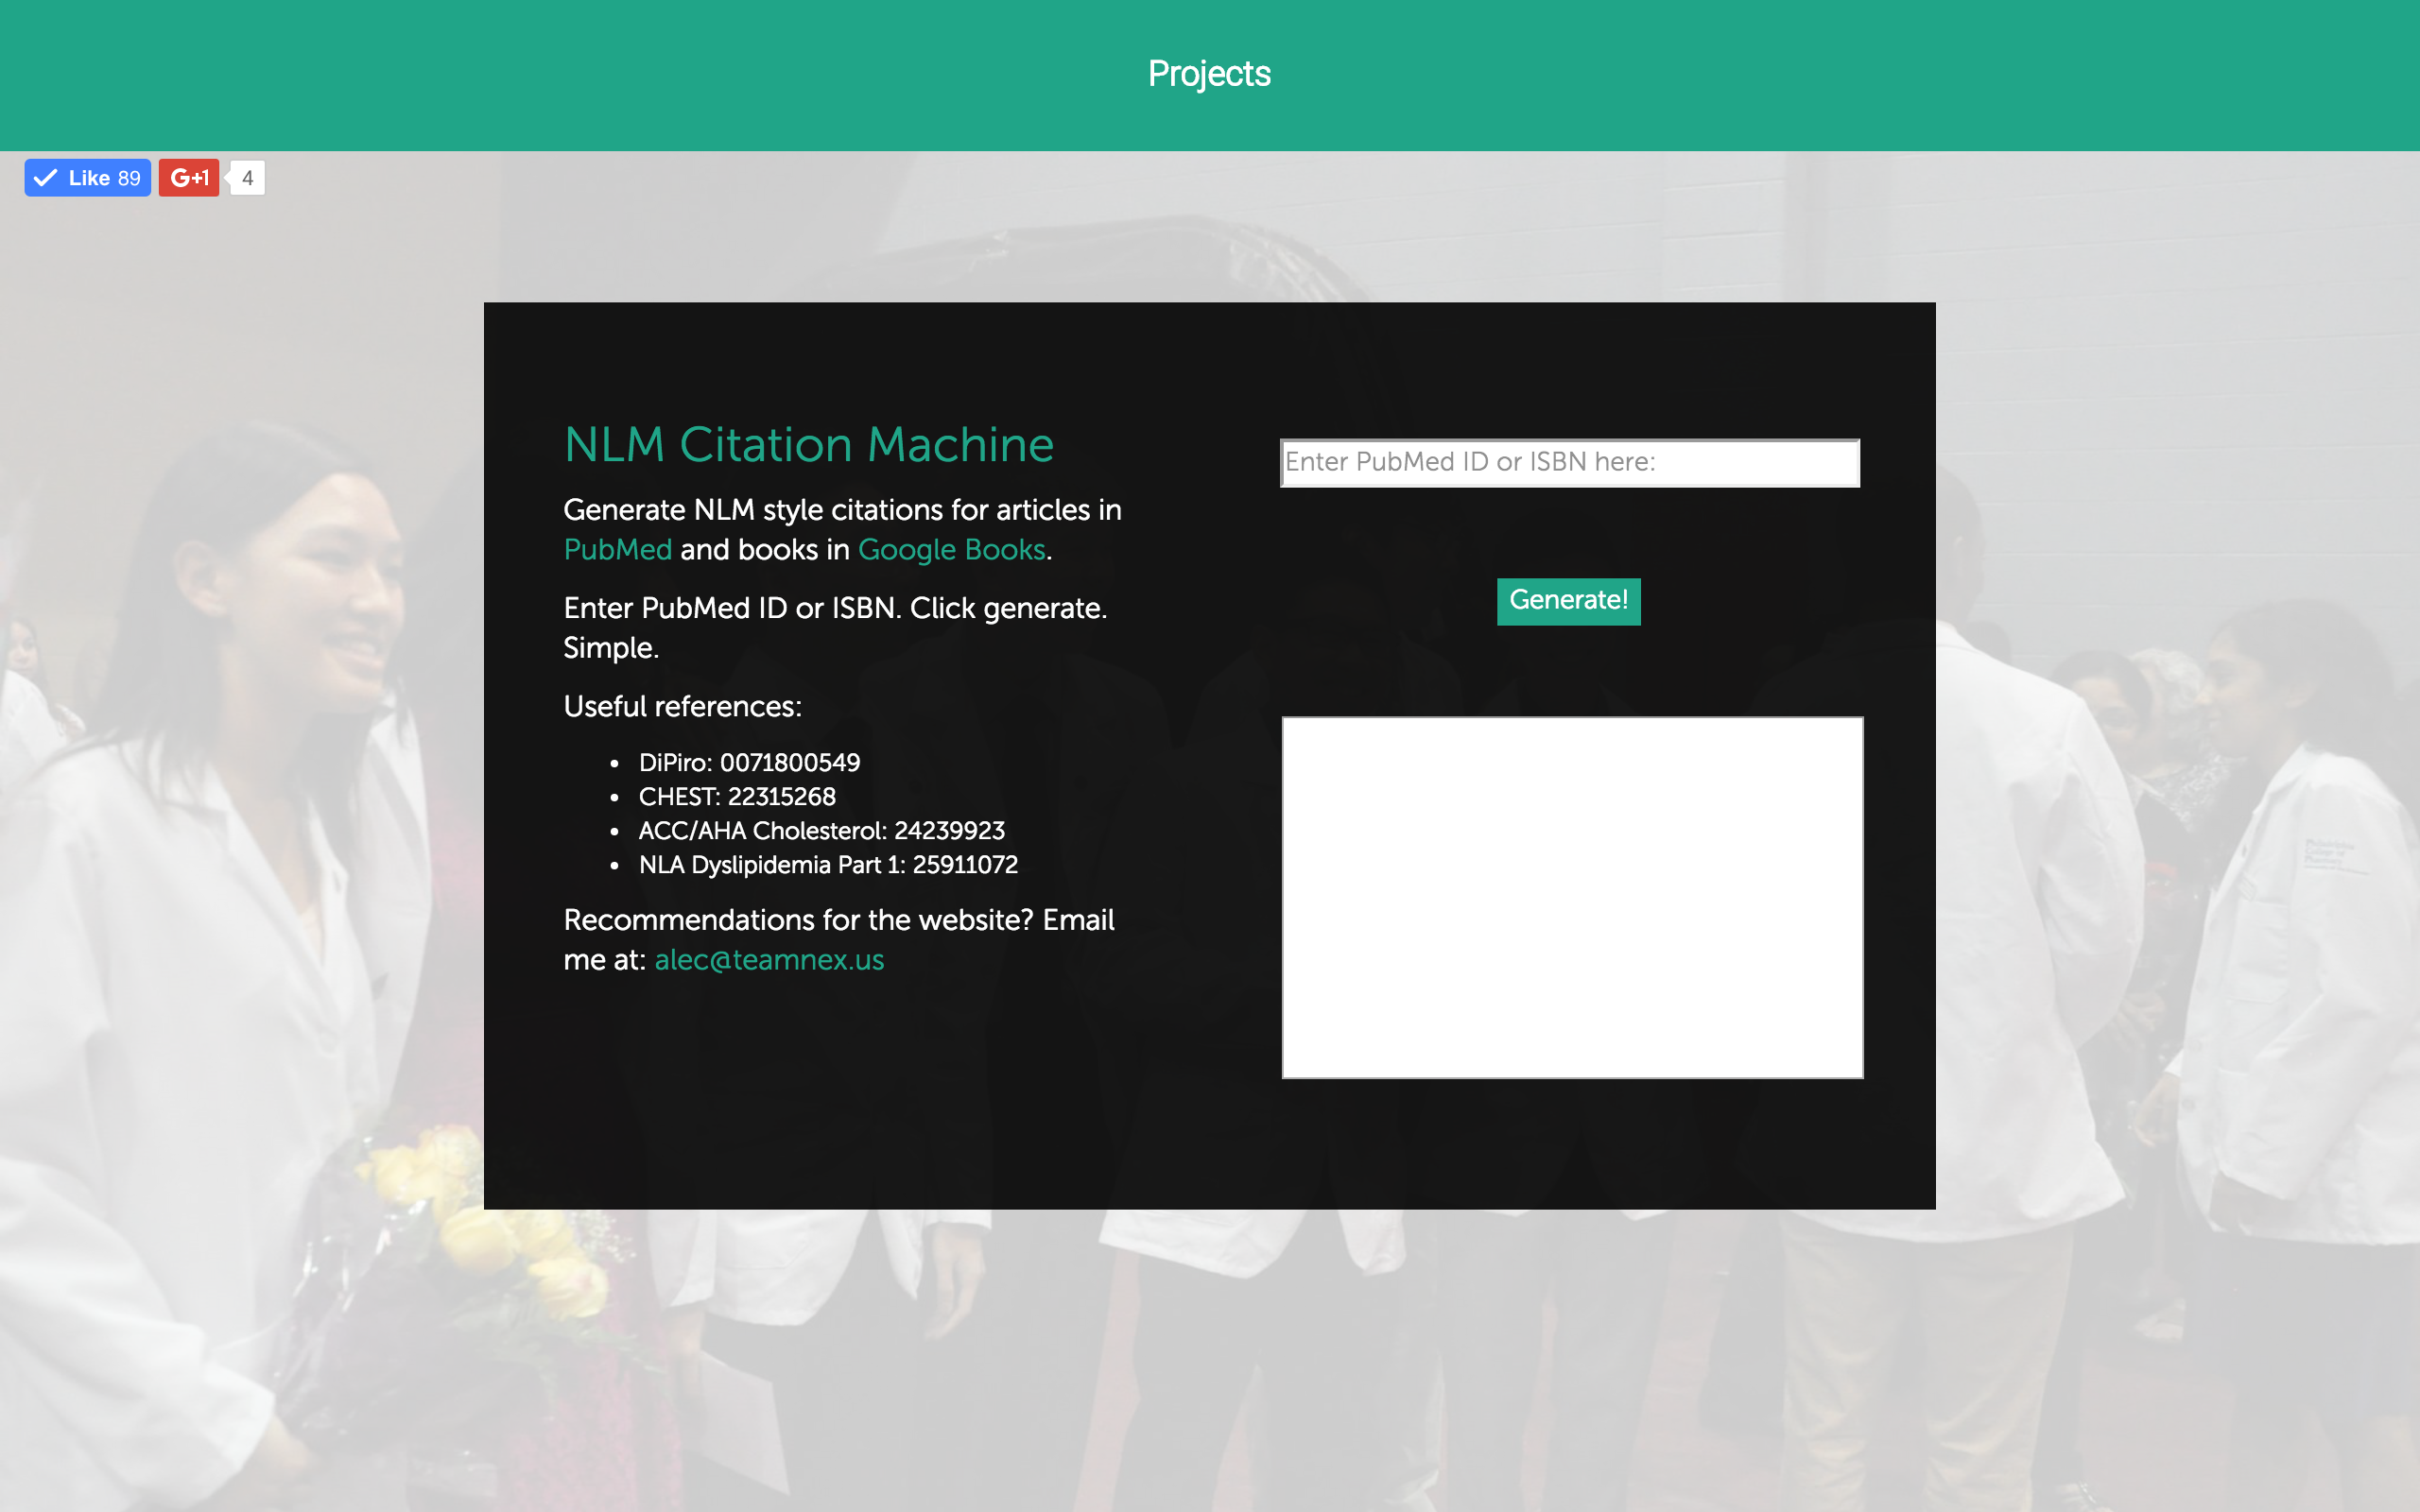 Projects
Like 89
G+1
4
NLM Citation Machine
Generate NLM style citations for articles in
PubMed and books in Google Books.
Enter PubMed ID or ISBN. Click generate.
Simple.
Useful references:
• DiPiro: 0071800549
• CHEST: 22315268
• ACC/AHA Cholesterol: 24239923
• NLA Dyslipidemia Part 1: 25911072
Recommendations for the website? Email
me at: alec@teamnex.us
Enter PubMed ID or ISBN here:
Generate!